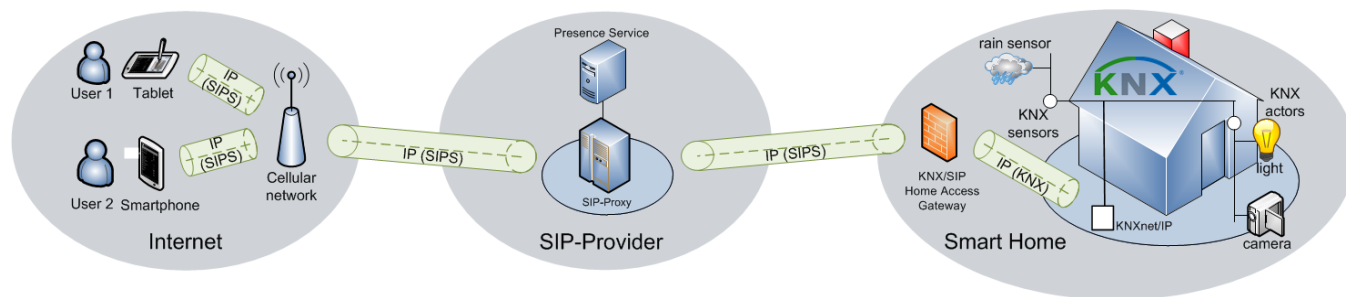 User 1
Tablet
IP
(SIPS)
User 2
Smartphone
IP
(SIPS)
Cellular
network
Internet
IP (SIPS)
Presence Service
SIP-Proxy
SIP-Provider
IP (SIPS)
rain sensor
KNX
sensors
KNX
KNX
actors
light
camera
KNX/SIP
Home Access
Gateway
IP (KNX)
KNXnet/IP
Smart Home